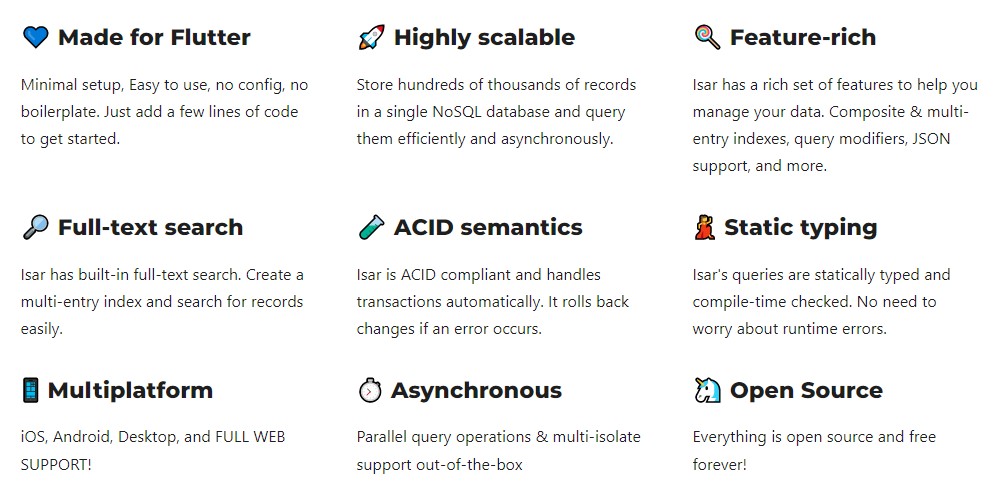 Made for Flutter
Minimal setup, Easy to use, no config, no
boilerplate. Just add a few lines of code
to get started.
Highly scalable
Store hundreds of thousands of records
in a single NoSQL database and query
them efficiently and asynchronously.
Feature-rich
Isar has a rich set of features to help you
manage your data. Composite & multi-
entry indexes, query modifiers, JSON
support, and more.
Full-text search
Isar has built-in full-text search. Create a
multi-entry index and search for records
easily.
ACID semantics
Isar is ACID compliant and handles
transactions automatically. It rolls back
changes if an error occurs.
Static typing
Isar's queries are statically typed and
compile-time checked. No need to
worry about runtime errors.
Multiplatform
iOS, Android, Desktop, and FULL WEB
SUPPORT!
Asynchronous
Parallel query operations & multi-isolate
support out-of-the-box
Open Source
Everything is open source and free
forever!